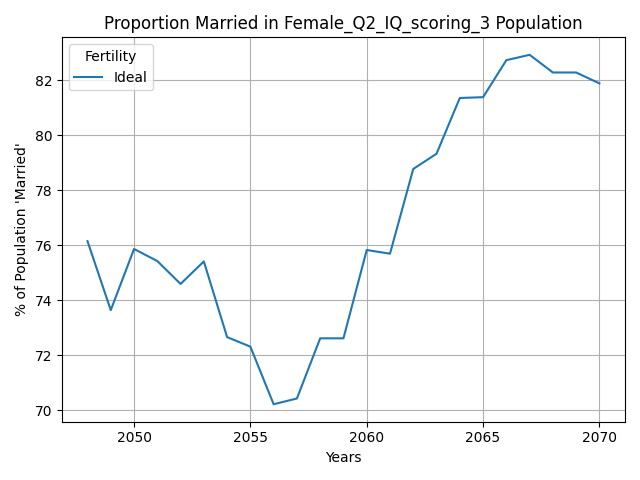 Proportion Married in Female_Q2_IQ_scoring_3 Population
Fertility
Ideal
% of Population 'Married'
82
80
78
76
74
72
70
2050
2055
2060
2065
2070
Years